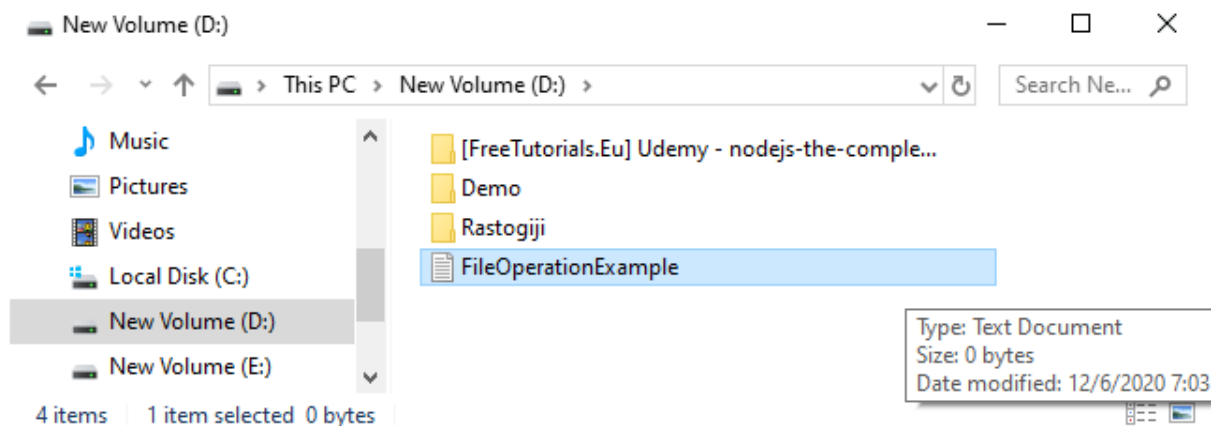 New Volume (D:)
This PC > New Volume (D:) >
Search Ne...
Music
Pictures
Videos
Local Disk (C:)
New Volume (D:)
New Volume (E:)
[FreeTutorials.Eu] Udemy - nodejs-the-comple...
Demo
Rastogiji
FileOperationExample
Type: Text Document
Size: 0 bytes
Date modified: 12/6/2020 7:03
4 items 1 item selected 0 bytes